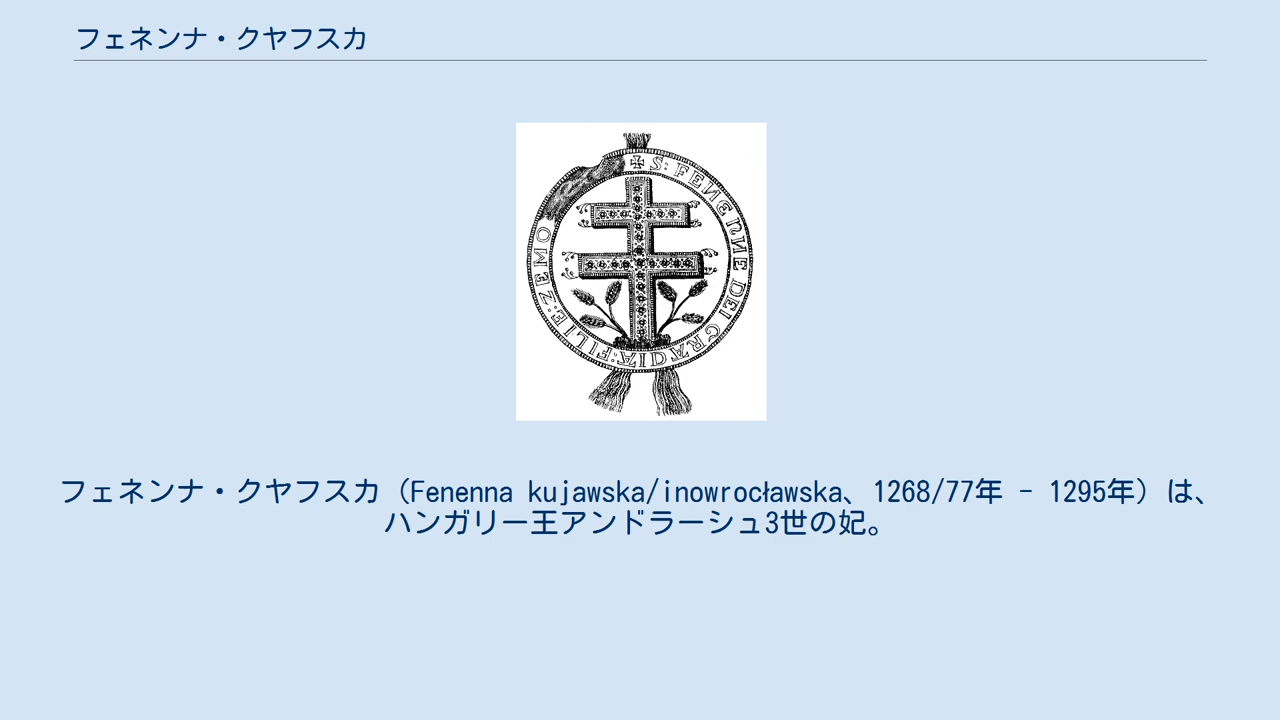 フェネンナ・クヤフスカ
✠ S: FENENNE DEI GRACIA: FILIE: ZEMO
フェネンナ・クヤフスカ（Fenenna kujawska/inowrocławska、1268/77年 - 1295年）は、
ハンガリー王アンドラーシュ3世の妃。